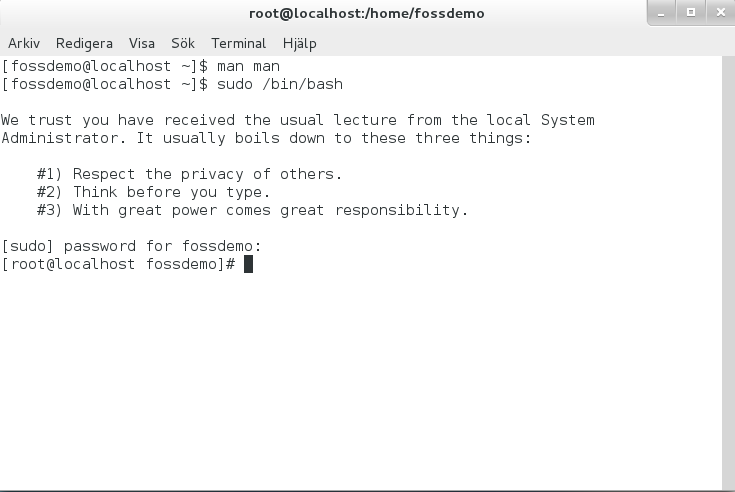 root@localhost:/home/fossdemo
Arkiv Redigera Visa Sök Terminal Hjälp
[fossdemo@localhost ~]$ man man
[fossdemo@localhost ~]$ sudo /bin/bash
We trust you have received the usual lecture from the local System
Administrator. It usually boils down to these three things:
#1) Respect the privacy of others.
#2) Think before you type.
#3) With great power comes great responsibility.
[sudo] password for fossdemo:
[root@localhost fossdemo]#